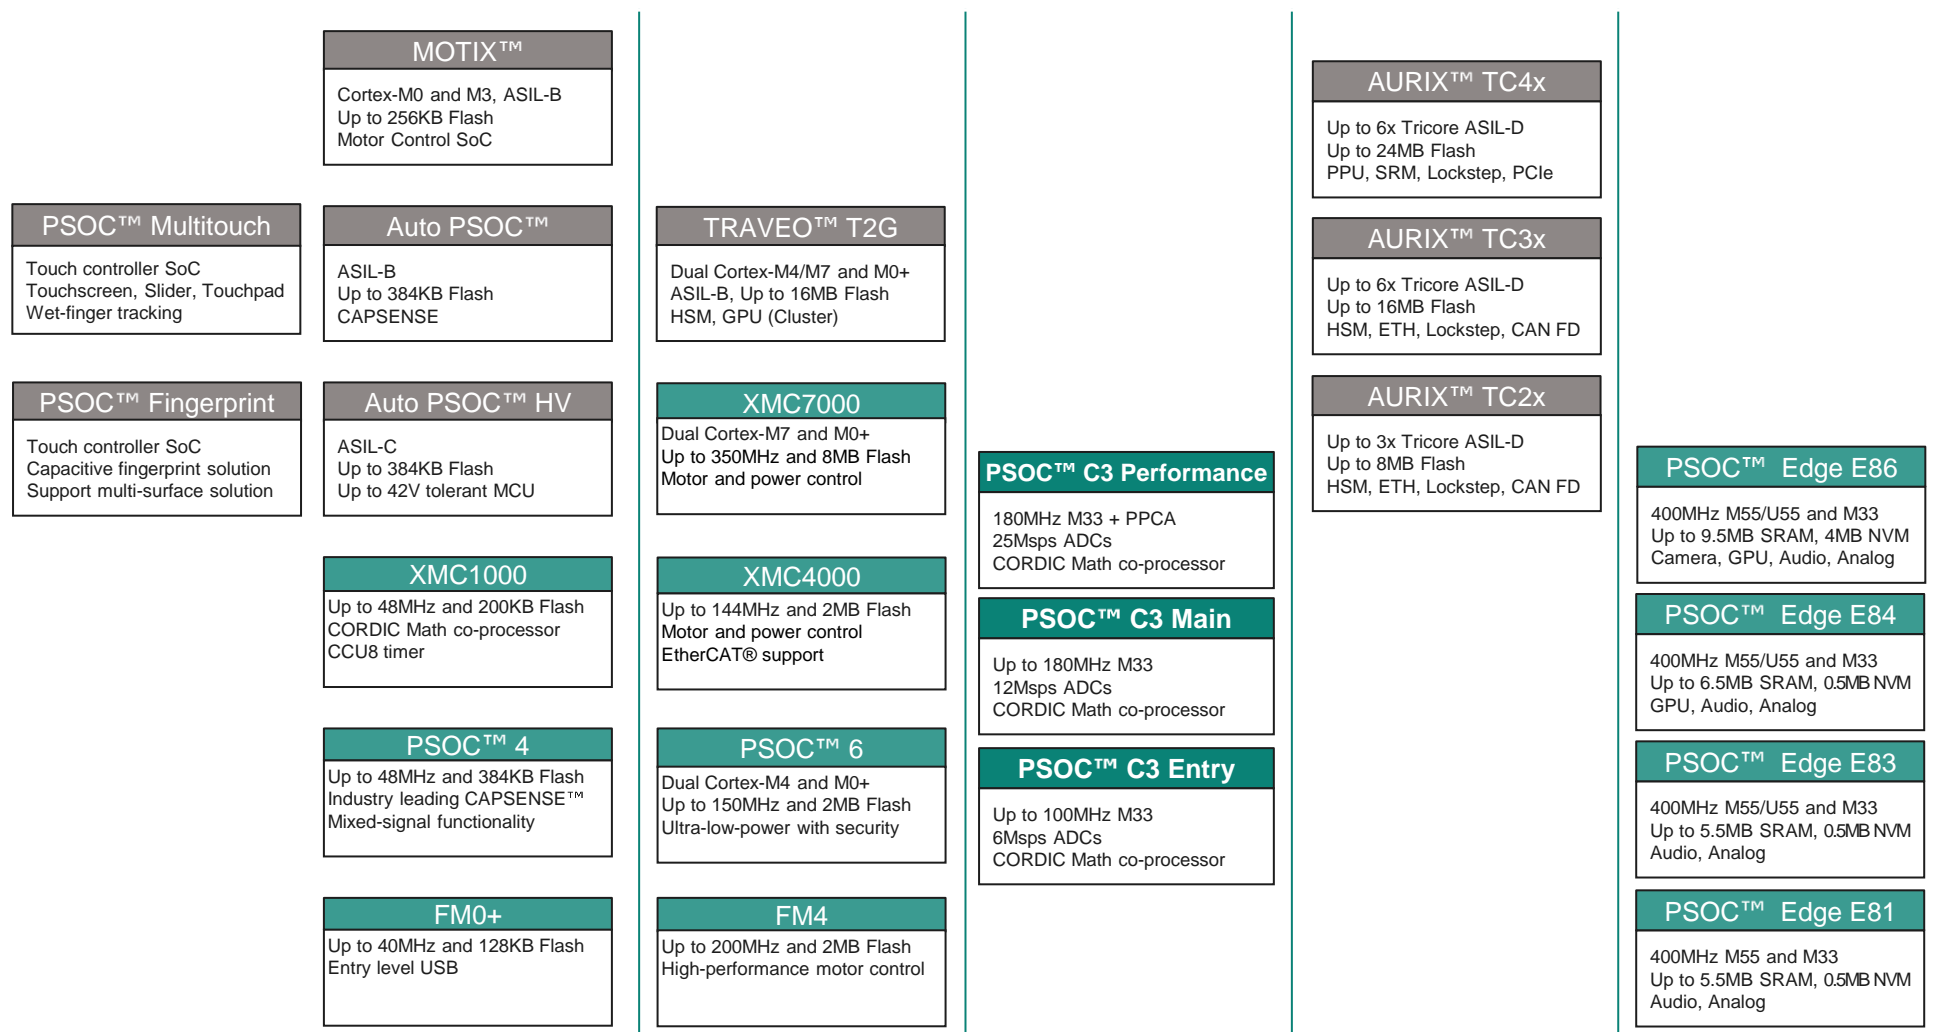 MOTIX™
Cortex-M0 and M3, ASIL-B
Up to 256KB Flash
Motor Control SoC
PSOC™ Multitouch
Touch controller SoC
Touchscreen, Slider, Touchpad
Wet-finger tracking
PSOC™ Fingerprint
Touch controller SoC
Capacitive fingerprint solution
Support multi-surface solution
Auto PSOC™
ASIL-B
Up to 384KB Flash
CAPSENSE
Auto PSOC™ HV
ASIL-C
Up to 384KB Flash
Up to 42V tolerant MCU
XMC1000
Up to 48MHz and 200KB Flash
CORDIC Math co-processor
CCU8 timer
PSOC™ 4
Up to 48MHz and 384KB Flash
Industry leading CAPSENSE™
Mixed-signal functionality
FM0+
Up to 40MHz and 128KB Flash
Entry level USB
TRAVEO™ T2G
Dual Cortex-M4/M7 and M0+
ASIL-B, Up to 16MB Flash
HSM, GPU (Cluster)
XMC7000
Dual Cortex-M7 and M0+
Up to 350MHz and 8MB Flash
Motor and power control
XMC4000
Up to 144MHz and 2MB Flash
Motor and power control
EtherCAT® support
PSOC™ 6
Dual Cortex-M4 and M0+
Up to 150MHz and 2MB Flash
Ultra-low-power with security
FM4
Up to 200MHz and 2MB Flash
High-performance motor control
PSOC™ C3 Performance
180MHz M33 + PPCA
25Msps ADCs
CORDIC Math co-processor
PSOC™ C3 Main
Up to 180MHz M33
12Msps ADCs
CORDIC Math co-processor
PSOC™ C3 Entry
Up to 100MHz M33
6Msps ADCs
CORDIC Math co-processor
AURIX™ TC4x
Up to 6x Tricore ASIL-D
Up to 24MB Flash
PPU, SRM, Lockstep, PCIe
AURIX™ TC3x
Up to 6x Tricore ASIL-D
Up to 16MB Flash
HSM, ETH, Lockstep, CAN FD
AURIX™ TC2x
Up to 3x Tricore ASIL-D
Up to 8MB Flash
HSM, ETH, Lockstep, CAN FD
PSOC™ Edge E86
400MHz M55/U55 and M33
Up to 9.5MB SRAM, 4MB NVM
Camera, GPU, Audio, Analog
PSOC™ Edge E84
400MHz M55/U55 and M33
Up to 6.5MB SRAM, 0.5MB NVM
GPU, Audio, Analog
PSOC™ Edge E83
400MHz M55/U55 and M33
Up to 5.5MB SRAM, 0.5MB NVM
Audio, Analog
PSOC™ Edge E81
400MHz M55 and M33
Up to 5.5MB SRAM, 0.5MB NVM
Audio, Analog